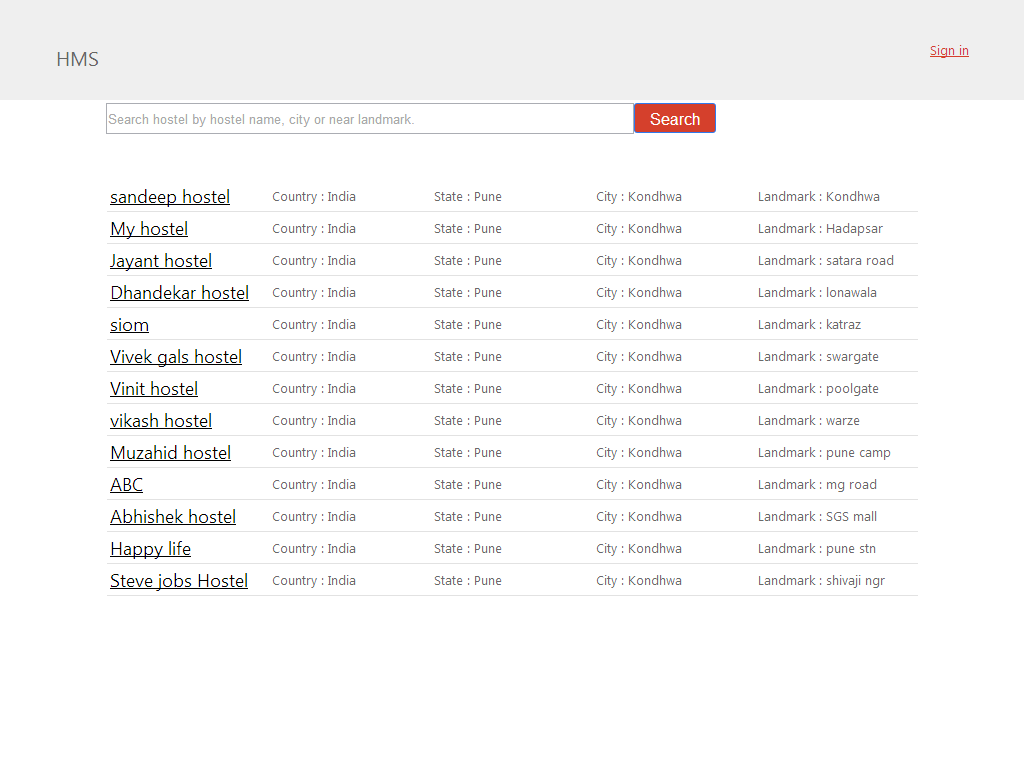 HMS
Sign in
Search hostel by hostel name, city or near landmark.
Search
sandeep hostel Country : India State : Pune City : Kondhwa Landmark : Kondhwa
My hostel Country : India State : Pune City : Kondhwa Landmark : Hadapsar
Jayant hostel Country : India State : Pune City : Kondhwa Landmark : satara road
Dhandekar hostel Country : India State : Pune City : Kondhwa Landmark : lonawala
siom Country : India State : Pune City : Kondhwa Landmark : katraz
Vivek gals hostel Country : India State : Pune City : Kondhwa Landmark : swargate
Vinit hostel Country : India State : Pune City : Kondhwa Landmark : poolgate
vikash hostel Country : India State : Pune City : Kondhwa Landmark : warze
Muzahid hostel Country : India State : Pune City : Kondhwa Landmark : pune camp
ABC Country : India State : Pune City : Kondhwa Landmark : mg road
Abhishek hostel Country : India State : Pune City : Kondhwa Landmark : SGS mall
Happy life Country : India State : Pune City : Kondhwa Landmark : pune stn
Steve jobs Hostel Country : India State : Pune City : Kondhwa Landmark : shivaji ngr